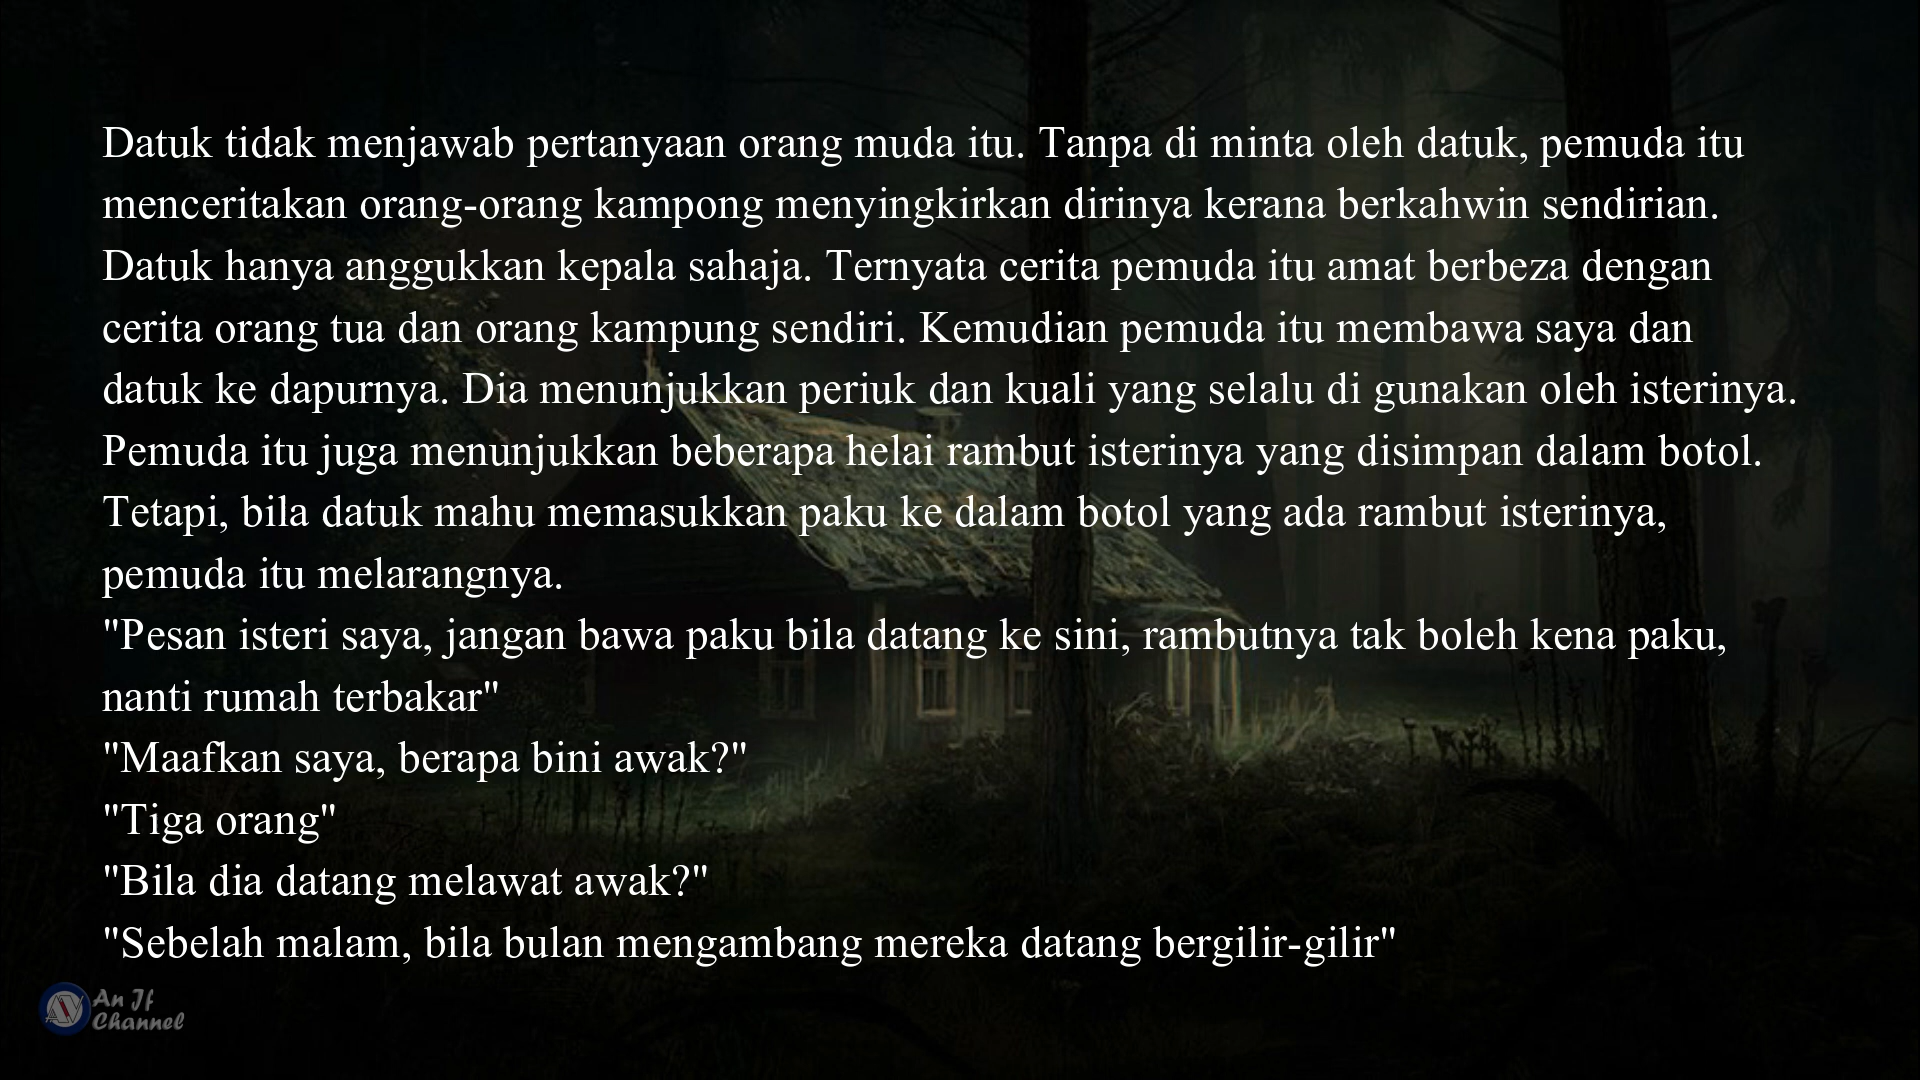 Datuk tidak menjawab pertanyaan orang muda itu. Tanpa di minta oleh datuk, pemuda itu
menceritakan orang-orang kampong menyingkirkan dirinya kerana berkahwin sendirian.
Datuk hanya anggukkan kepala sahaja. Ternyata cerita pemuda itu amat berbeza dengan
cerita orang tua dan orang kampung sendiri. Kemudian pemuda itu membawa saya dan
datuk ke dapurnya. Dia menunjukkan periuk dan kuali yang selalu di gunakan oleh isterinya.
Pemuda itu juga menunjukkan beberapa helai rambut isterinya yang disimpan dalam botol.
Tetapi, bila datuk mahu memasukkan paku ke dalam botol yang ada rambut isterinya,
pemuda itu melarangnya.
"Pesan isteri saya, jangan bawa paku bila datang ke sini, rambutnya tak boleh kena paku,
nanti rumah terbakar"
"Maafkan saya, berapa bini awak?"
"Tiga orang"
"Bila dia datang melawat awak?"
"Sebelah malam, bila bulan mengambang mereka datang bergilir-gilir"
An If
Channel